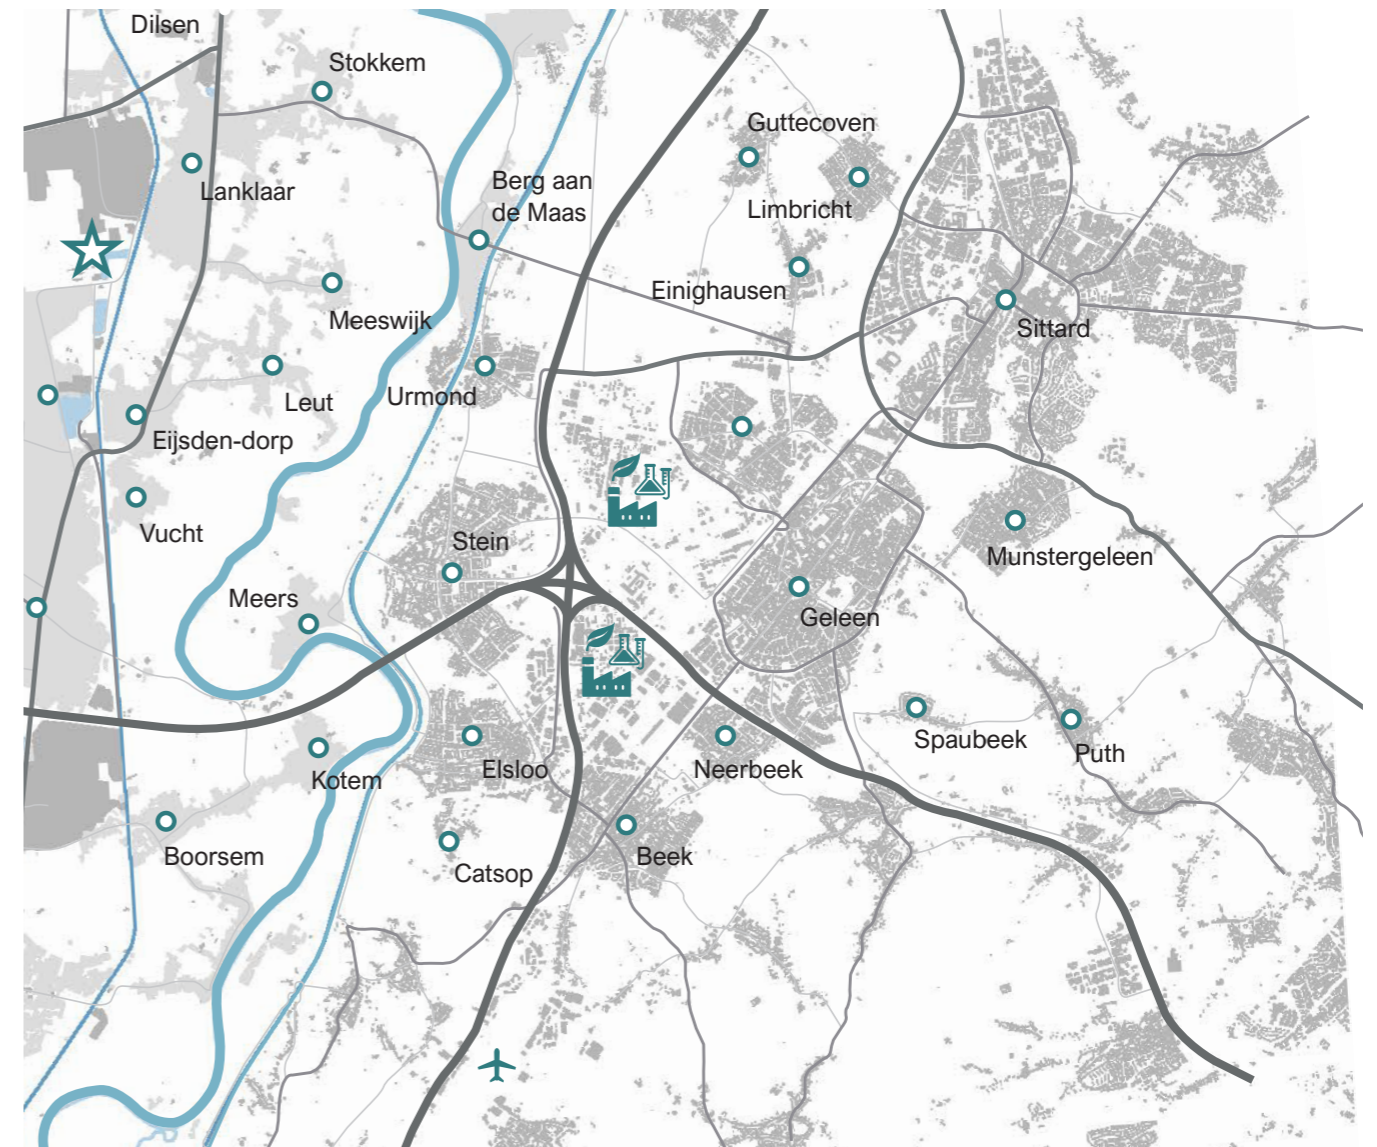 Dilsen
Stokkem
Guttecoven
Lanklaar
Berg aan
de Maas
Limbricht
Einighausen
Meeswijk
Sittard
Urmond
Leut
Eijsden-dorp
Vucht
Stein
Munstergeleen
Meers
Geleen
Spaubeek
Puth
Elsloo
Neerbeek
Kotem
Boorsem
Beek
Catsop